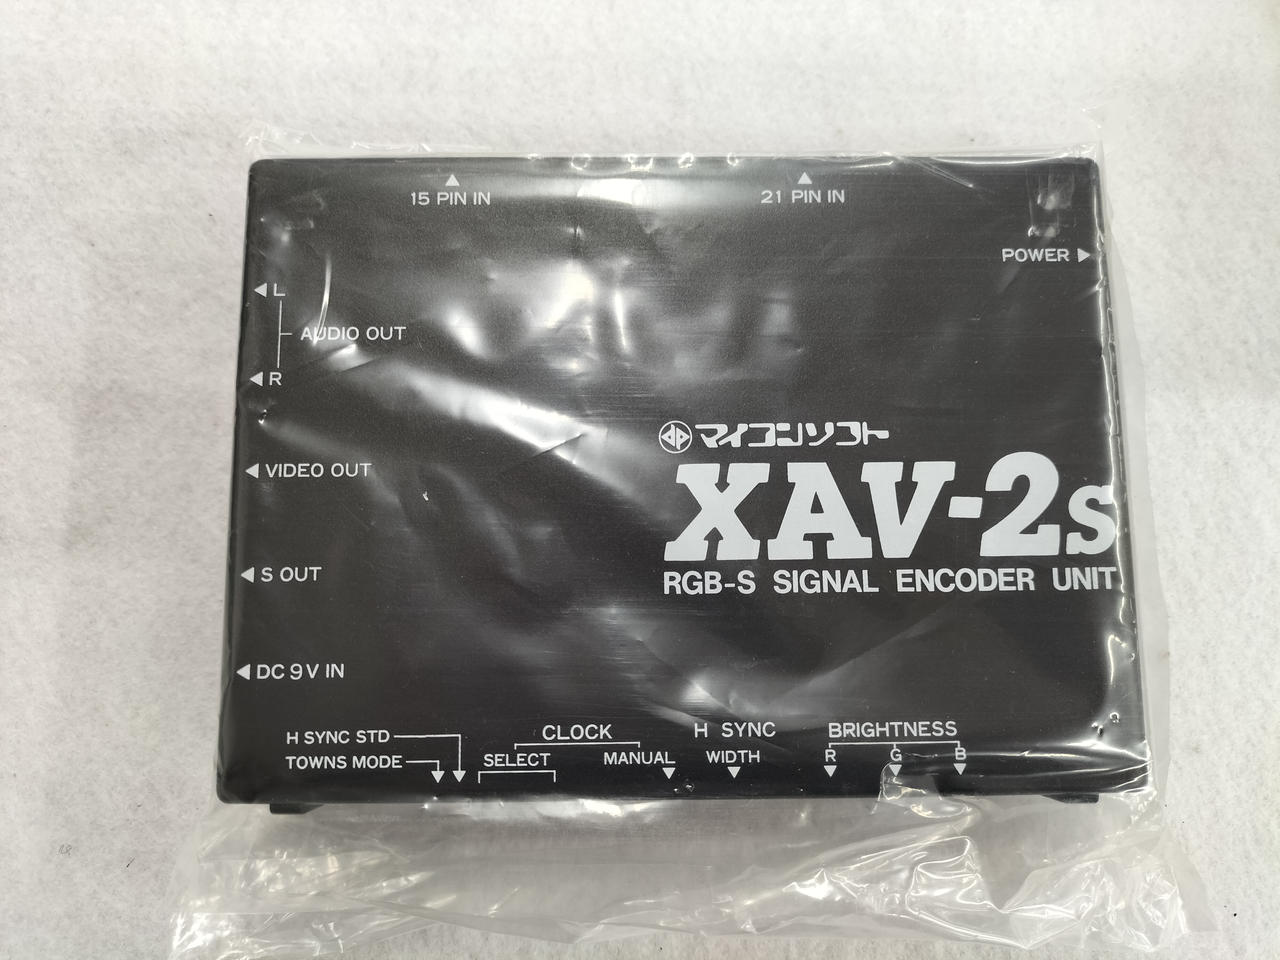 15 PIN IN
21 PIN IN
POWER
L
AUDIO OUT
R
マイコンソフト
VIDEO OUT
XAV-2s
S OUT
RGB-S SIGNAL ENCODER UNIT
DC 9V IN
H SYNC STD
CLOCK
H SYNC
BRIGHTNESS
TOWNS MODE
SELECT
MANUAL
WIDTH
R
G
B